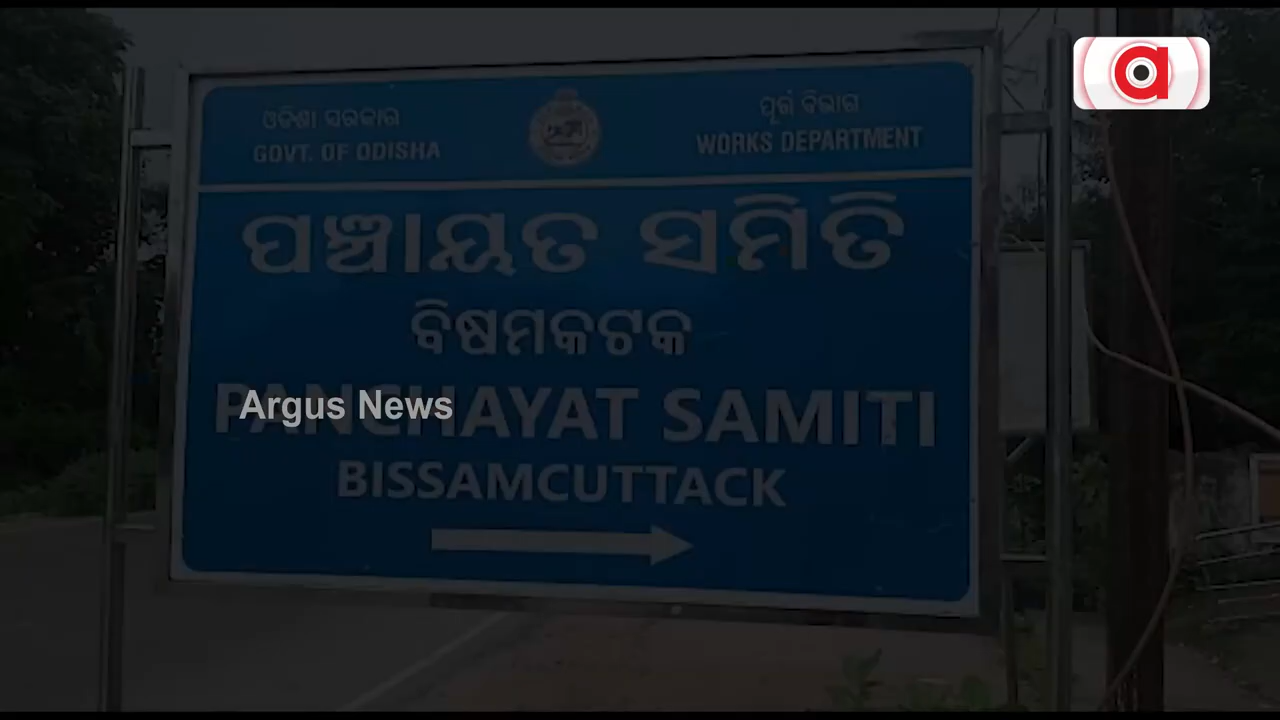 ଓଡିଶା ସରକାର
GOVT. OF ODISHA
ପୂର୍ତ୍ତ ବିଭାଗ
WORKS DEPARTMENT
ପଞ୍ଚାୟତ ସମିତି
ବିଷମକଟକ
PANCHAYAT SAMITI
BISSAMCUTTACK
Argus News
a